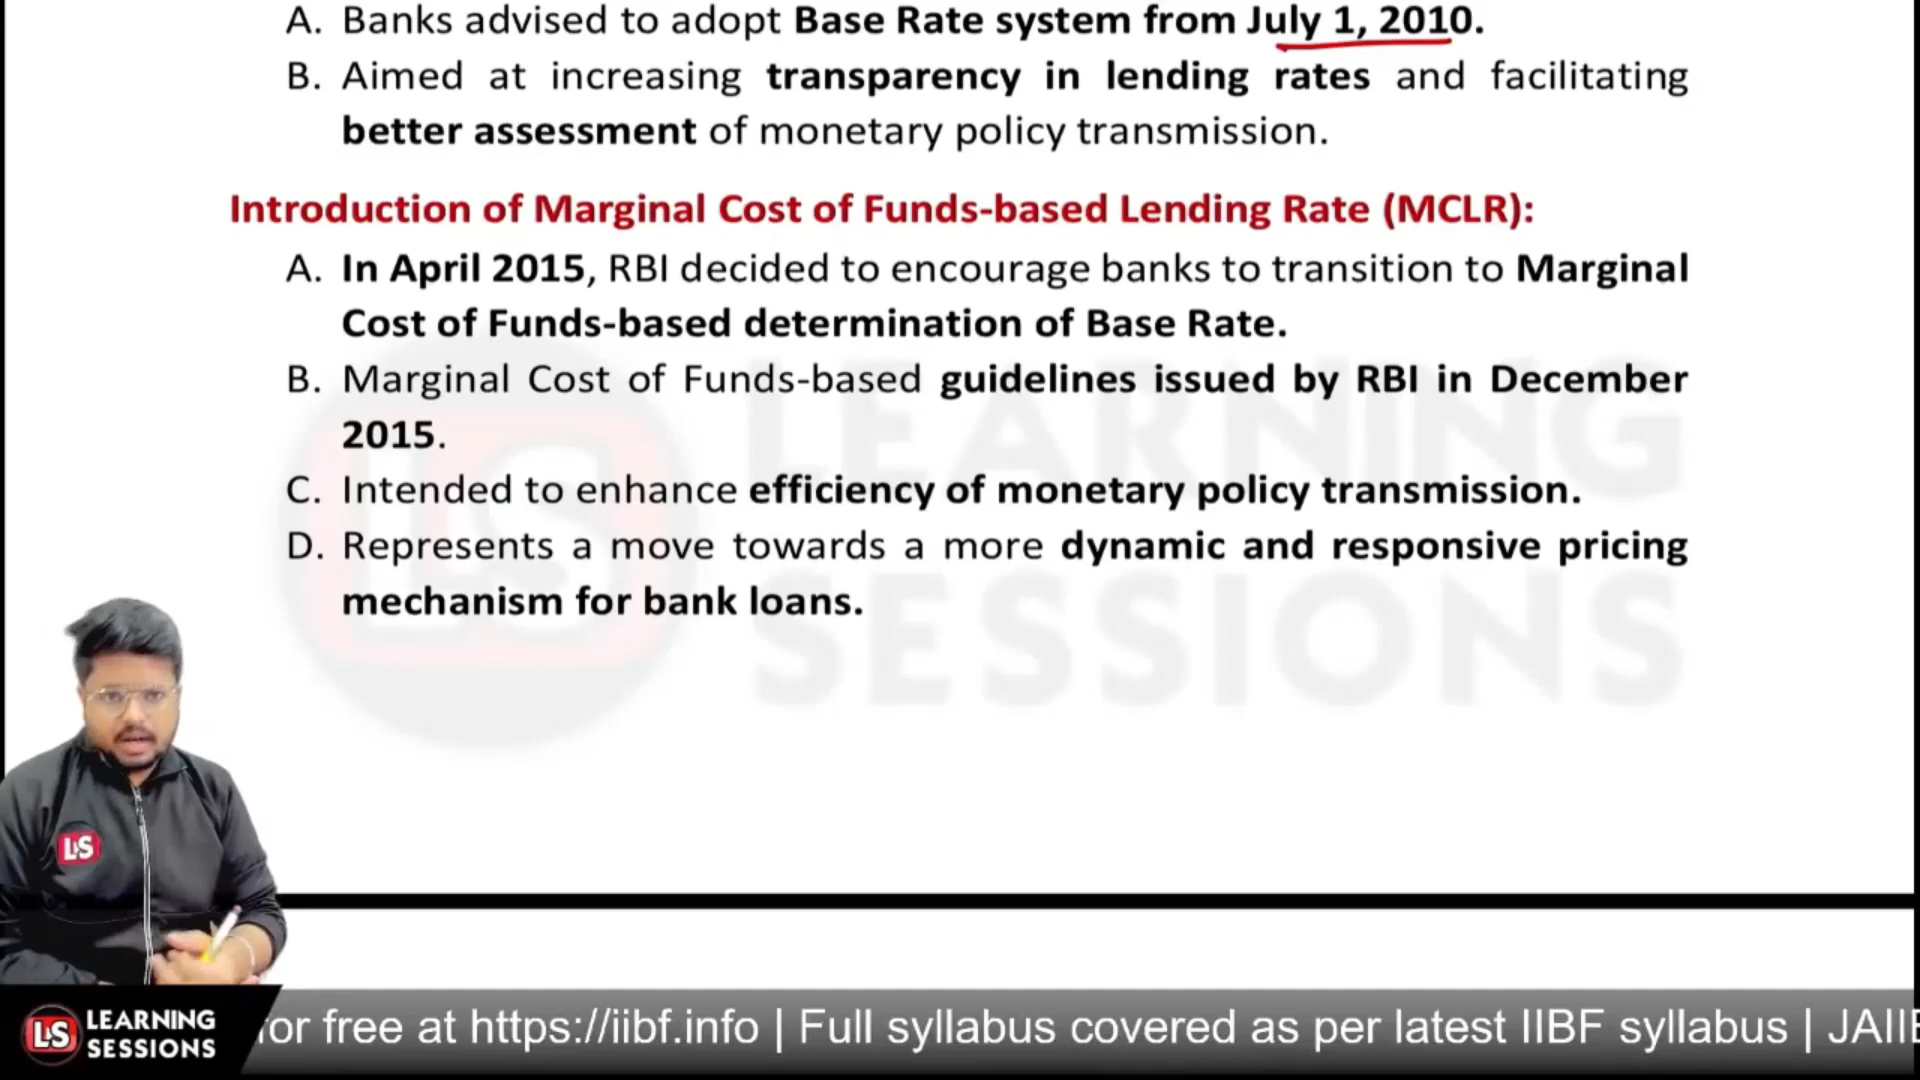 A. Banks advised to adopt Base Rate system from July 1, 2010.
B. Aimed at increasing transparency in lending rates and facilitating
better assessment of monetary policy transmission.
Introduction of Marginal Cost of Funds-based Lending Rate (MCLR):
A. In April 2015, RBI decided to encourage banks to transition to Marginal
Cost of Funds-based determination of Base Rate.
B. Marginal Cost of Funds-based guidelines issued by RBI in December
2015.
C. Intended to enhance efficiency of monetary policy transmission.
D. Represents a move towards a more dynamic and responsive pricing
mechanism for bank loans.
LS
LEARNING
SESSIONS
LS
LS LEARNING
SESSIONS
for free at https://iibf.info | Full syllabus covered as per latest IIBF syllabus | JAIIB